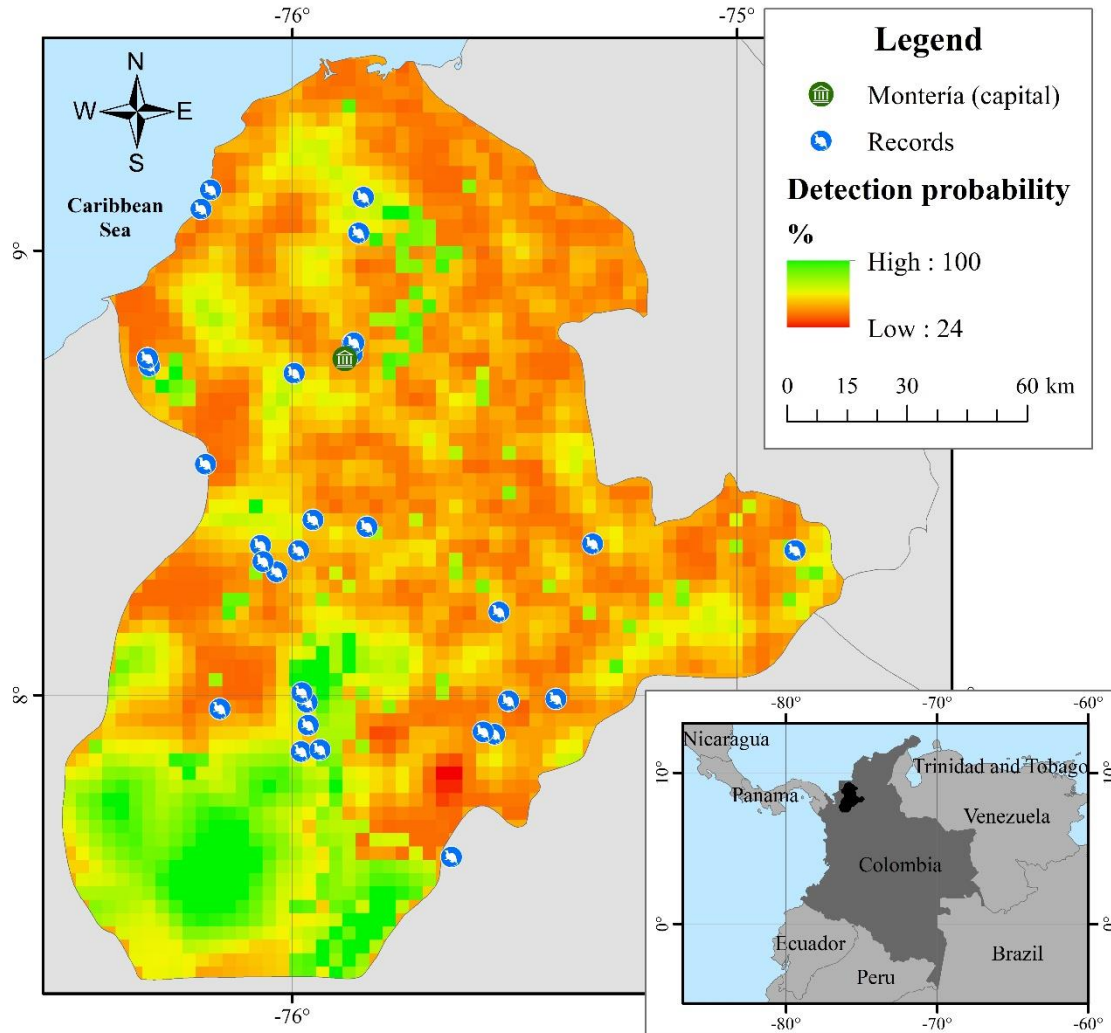 -76°
-75°
N
W
E
S
Caribbean
Sea
9°
8°
-76°
Legend
Montería (capital)
Records
Detection probability
%
High : 100
Low : 24
0
15
30
60 km
-80°
-70°
-60°
Nicaragua
Trinidad and Tobago
10°
Panama
Venezuela
Colombia
0°
Ecuador
Brazil
Peru
-80°
-70°
-60°